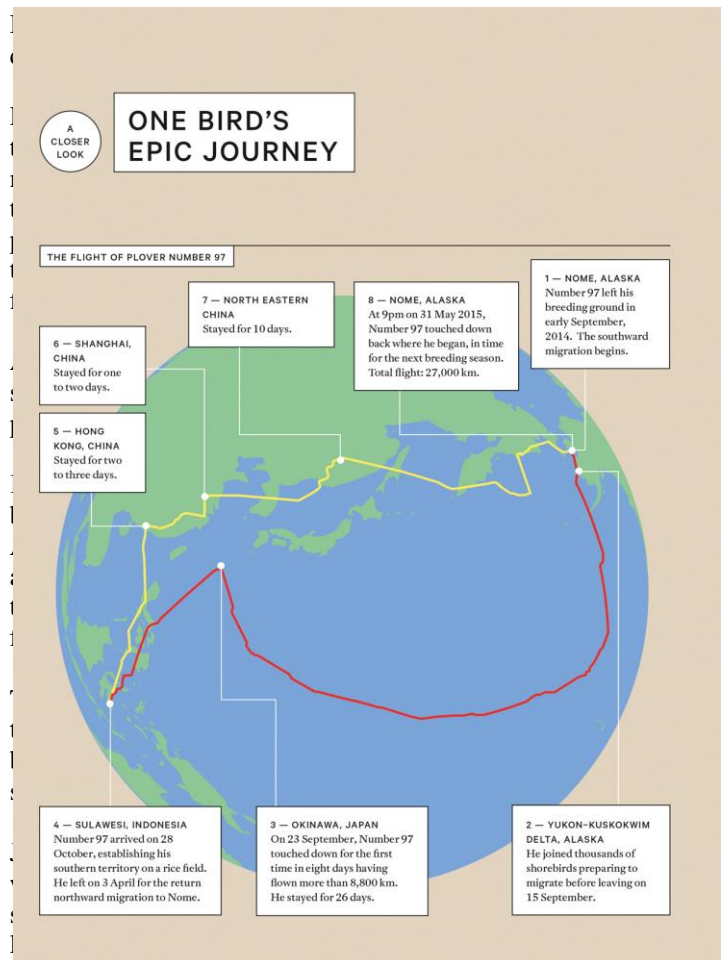 A
CLOSER
LOOK
ONE BIRD'S
EPIC JOURNEY
THE FLIGHT OF PLOVER NUMBER 97
1 — NOME, ALASKA
Number 97 left his
breeding ground in
early September,
2014. The southward
migration begins.
7 — NORTH EASTERN
CHINA
Stayed for 10 days.
8 — NOME, ALASKA
At 9pm on 31 May 2015,
Number 97 touched down
back where he began, in time
for the next breeding season.
Total flight: 27,000 km.
6 — SHANGHAI,
CHINA
Stayed for one
to two days.
5 — HONG
KONG, CHINA
Stayed for two
to three days.
4 — SULAWESI, INDONESIA
Number 97 arrived on 28
October, establishing his
southern territory on a rice field.
He left on 3 April for the return
northward migration to Nome.
3 — OKINAWA, JAPAN
On 23 September, Number 97
touched down for the first
time in eight days having
flown more than 8,800 km.
He stayed for 26 days.
2 — YUKON–KUSKOKWIM
DELTA, ALASKA
He joined thousands of
shorebirds preparing to
migrate before leaving on
15 September.